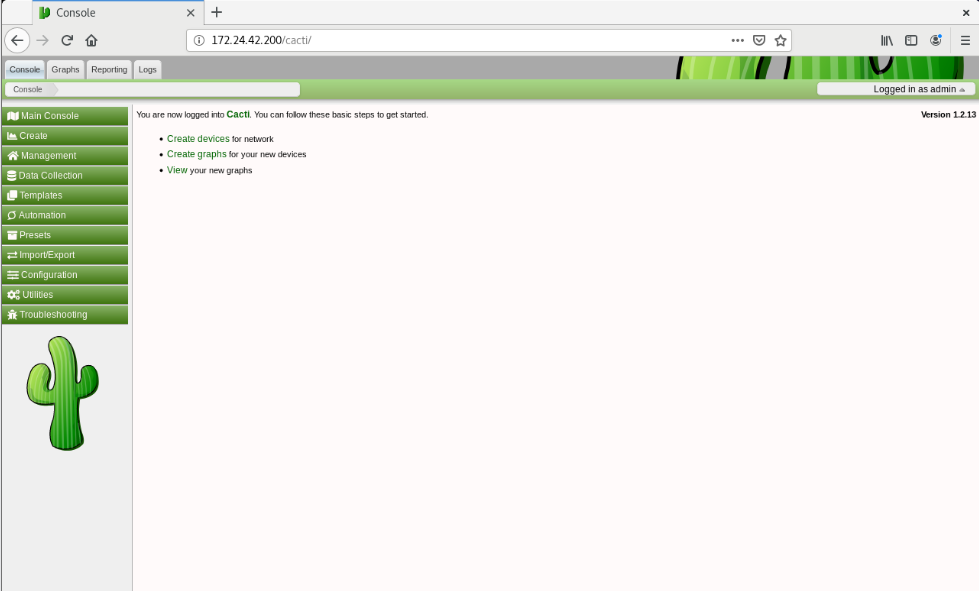 Console
172.24.42.200/cacti/
Console Graphs Reporting Logs
Console
Logged in as admin
Main Console
Create
Management
Data Collection
Templates
Automation
Presets
Import/Export
Configuration
Utilities
Troubleshooting
You are now logged into Cacti. You can follow these basic steps to get started.
Version 1.2.13
Create devices for network
Create graphs for your new devices
View your new graphs